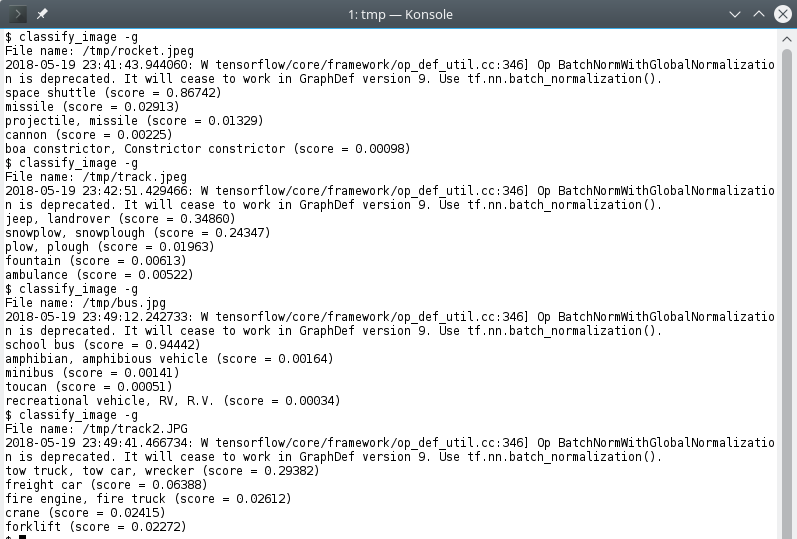 1: tmp — Konsole
$ classify_image -g
File name: /tmp/rocket.jpeg
2018-05-19 23:41:43.944060: W tensorflow/core/framework/op_def_util.cc:346] Op BatchNormWithGlobalNormalizatio
n is deprecated. It will cease to work in GraphDef version 9. Use tf.nn.batch_normalization().
space shuttle (score = 0.86742)
missile (score = 0.02913)
projectile, missile (score = 0.01329)
cannon (score = 0.00225)
boa constrictor, Constrictor constrictor (score = 0.00098)
$ classify_image -g
File name: /tmp/track.jpeg
2018-05-19 23:42:51.429466: W tensorflow/core/framework/op_def_util.cc:346] Op BatchNormWithGlobalNormalizatio
n is deprecated. It will cease to work in GraphDef version 9. Use tf.nn.batch_normalization().
jeep, landrover (score = 0.34860)
snowplow, snowplough (score = 0.24347)
plow, plough (score = 0.01963)
fountain (score = 0.00613)
ambulance (score = 0.00522)
$ classify_image -g
File name: /tmp/bus.jpg
2018-05-19 23:49:12.242733: W tensorflow/core/framework/op_def_util.cc:346] Op BatchNormWithGlobalNormalizatio
n is deprecated. It will cease to work in GraphDef version 9. Use tf.nn.batch_normalization().
school bus (score = 0.94442)
amphibian, amphibious vehicle (score = 0.00164)
minibus (score = 0.00141)
toucan (score = 0.00051)
recreational vehicle, RV, R.V. (score = 0.00034)
$ classify_image -g
File name: /tmp/track2.JPG
2018-05-19 23:49:41.466734: W tensorflow/core/framework/op_def_util.cc:346] Op BatchNormWithGlobalNormalizatio
n is deprecated. It will cease to work in GraphDef version 9. Use tf.nn.batch_normalization().
tow truck, tow car, wrecker (score = 0.29382)
freight car (score = 0.06388)
fire engine, fire truck (score = 0.02612)
crane (score = 0.02415)
forklift (score = 0.02272)
$